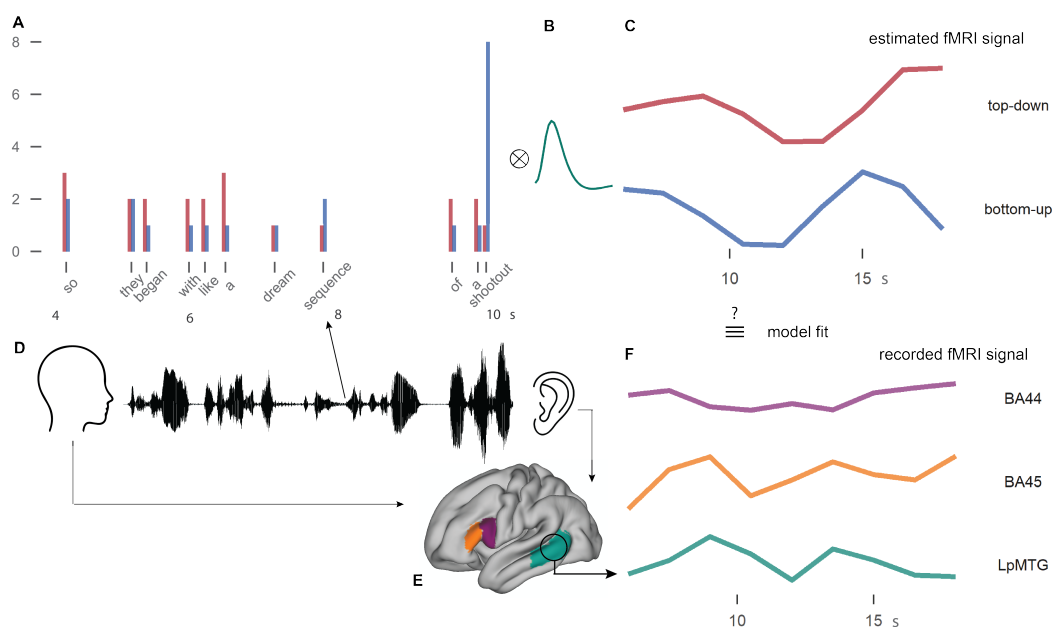 A
8
6
4
2
0
so
they
began
with
like
a
dream
sequence
of
a
shootout
4
6
8
10 s
B
C
estimated fMRI signal
top-down
bottom-up
10
15 s
?
model fit
D
E
F
recorded fMRI signal
BA44
BA45
LpMTG
10
15 s